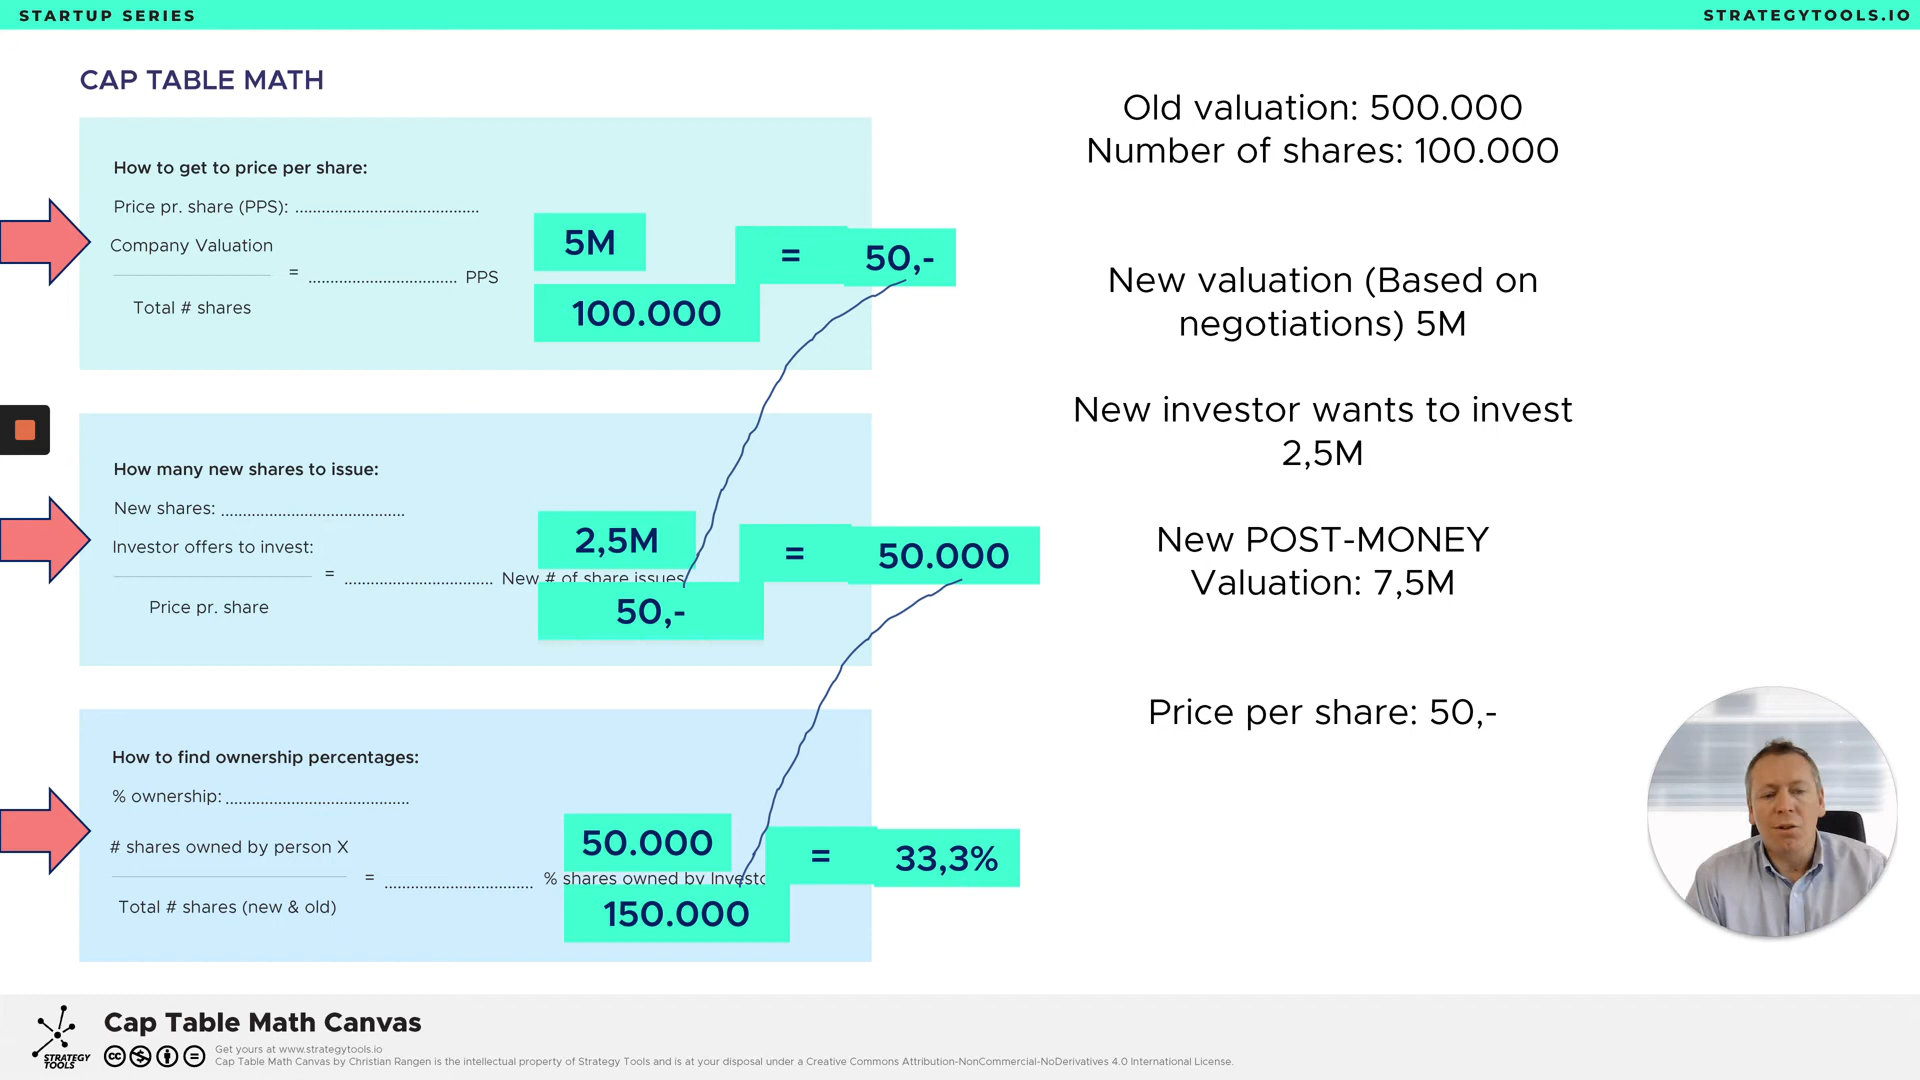 STARTUP SERIES
STRATEGYTOOLS.IO
CAP TABLE MATH
How to get to price per share:
Price pr. share (PPS): ........................................
Company Valuation
= ................................ PPS
Total # shares
5M
100.000
=
50,-
How many new shares to issue:
New shares: ........................................
Investor offers to invest:
= ................................ New # of share issues
Price pr. share
2,5M
50,-
=
50.000
How to find ownership percentages:
% ownership: ........................................
# shares owned by person X
= ................................ % shares owned by
Total # shares (new & old)
50.000
150.000
=
33,3%
Old valuation: 500.000
Number of shares: 100.000
New valuation (Based on
negotiations) 5M
New investor wants to invest
2,5M
New POST-MONEY
Valuation: 7,5M
Price per share: 50,-
STRATEGY
TOOLS
Cap Table Math Canvas
cc
Get yours at www.strategytools.io
Cap Table Math Canvas by Christian Rangen is the intellectual property of Strategy Tools and is at your disposal under a Creative Commons Attribution-NonCommercial-NoDerivatives 4.0 International License.